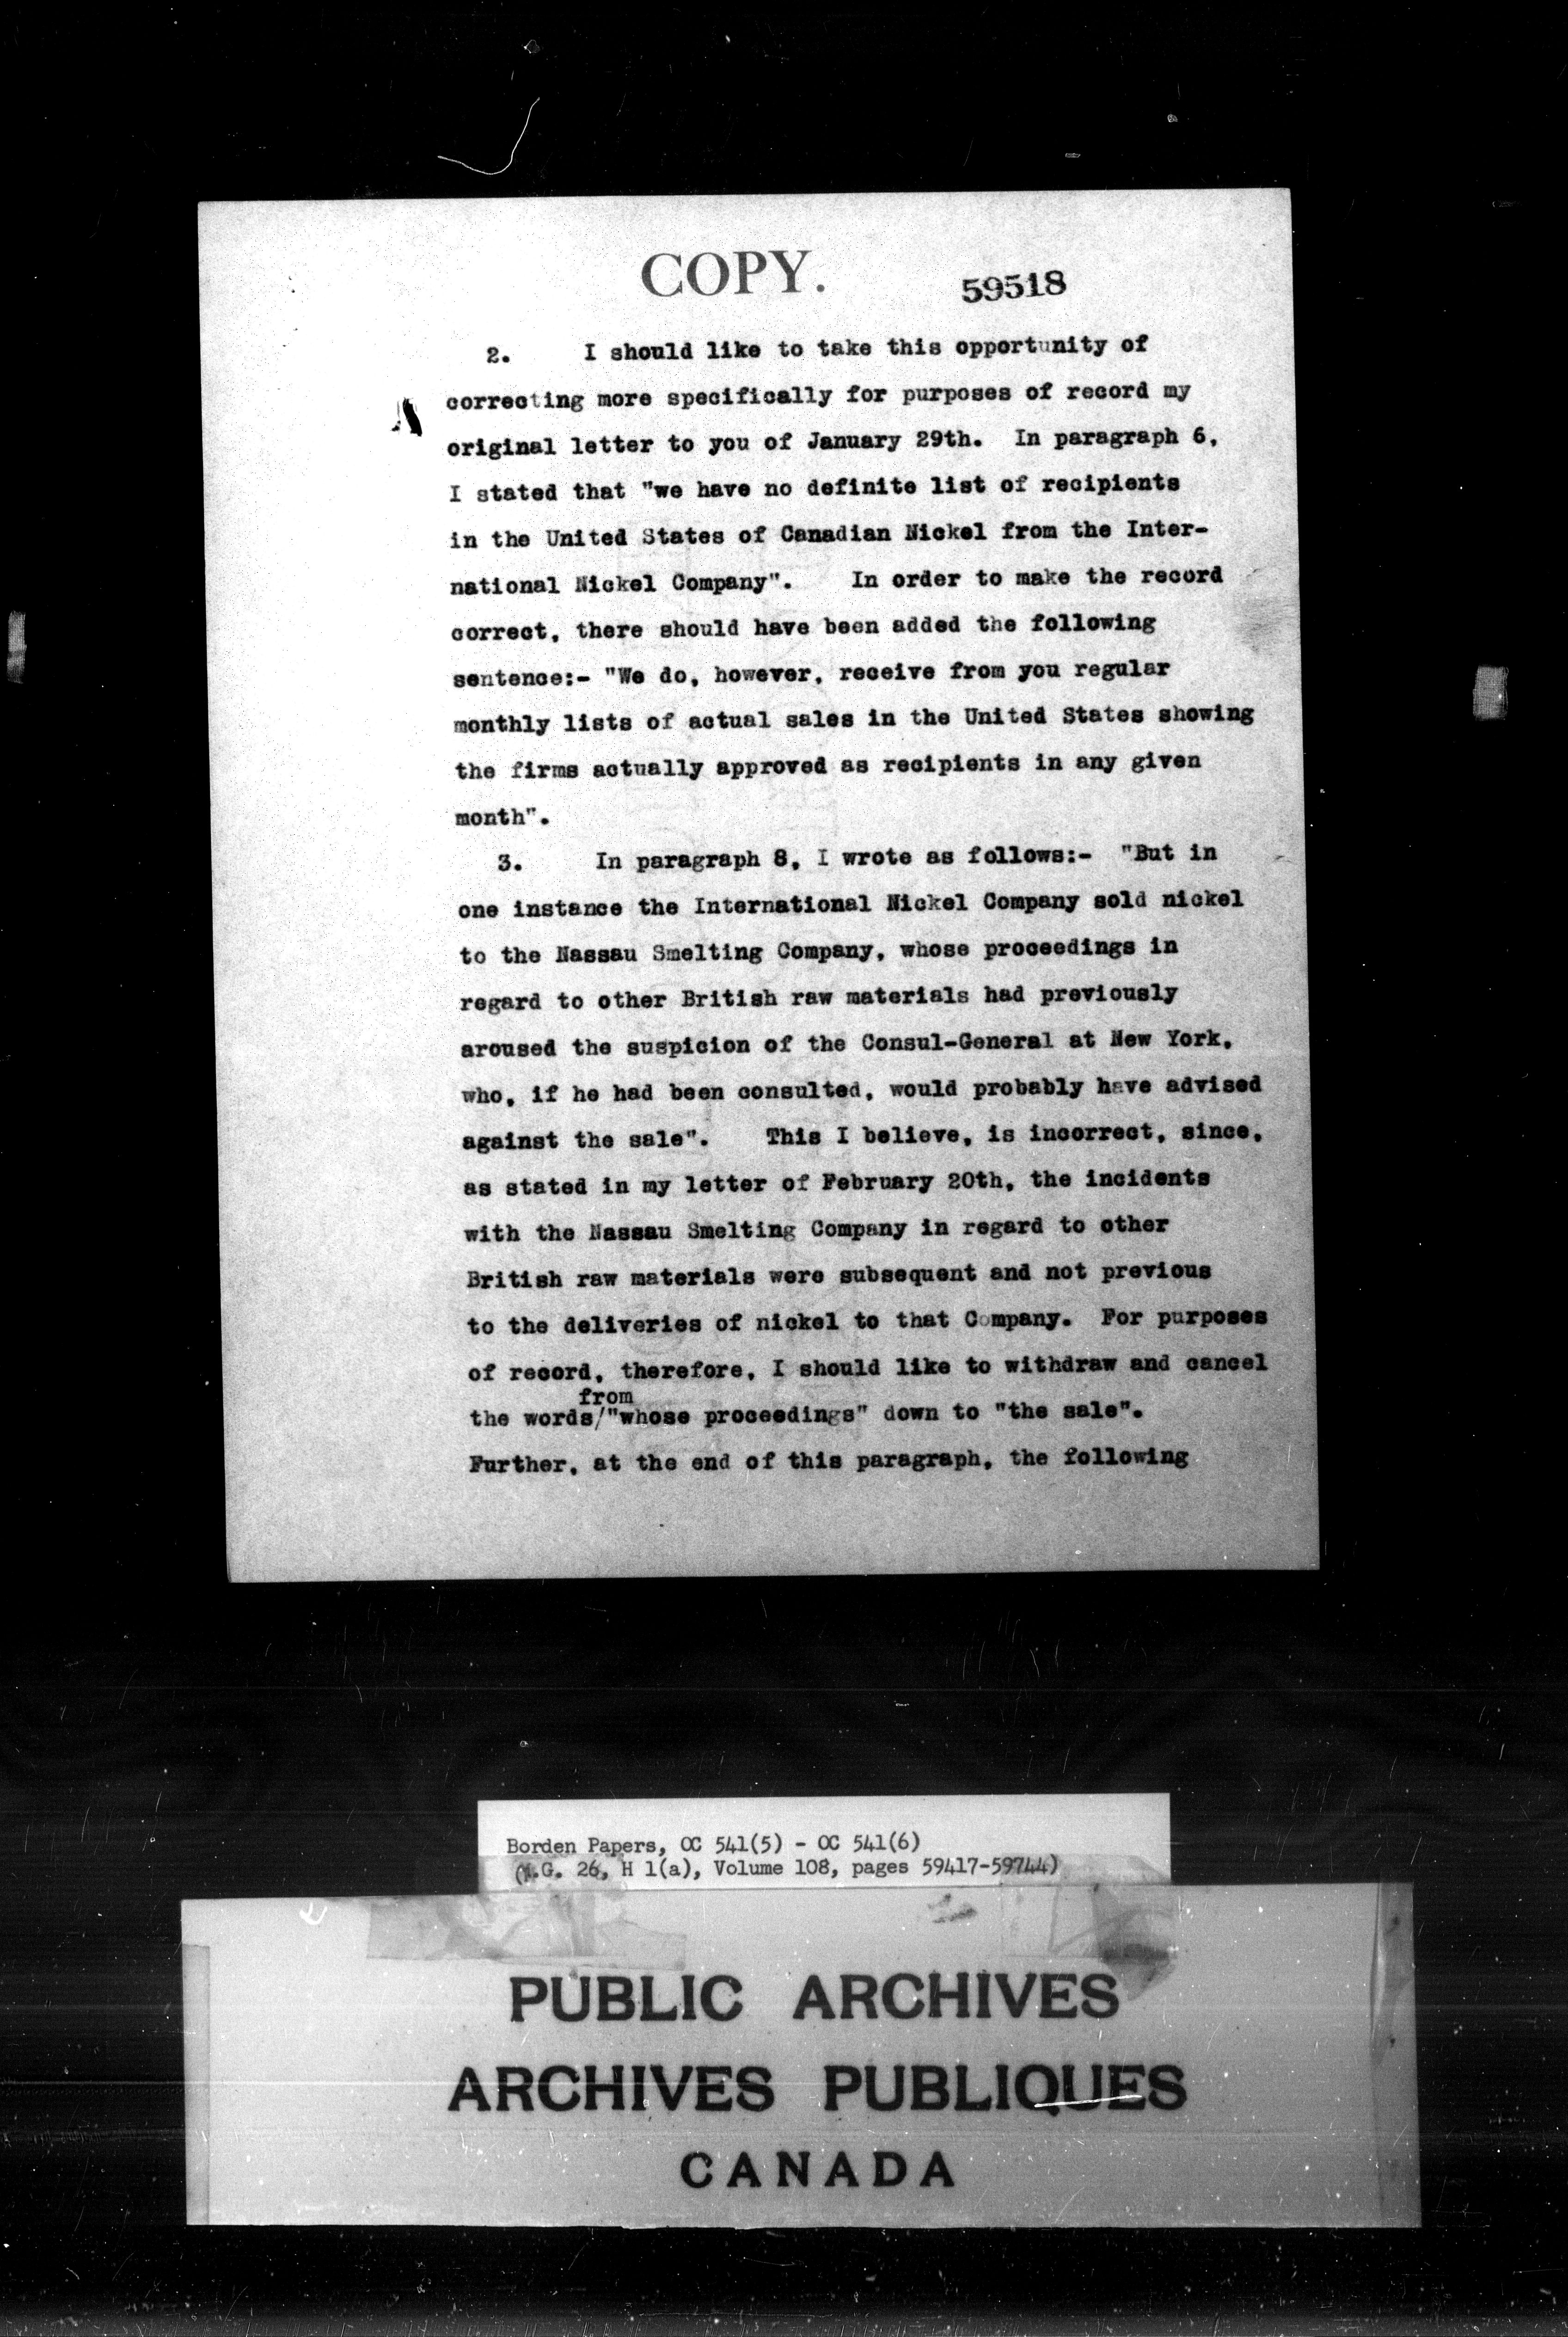 COPY.
59518
2. I should like to take this opportunity of
correcting more specifically for purposes of record my
original letter to you of January 29th. In paragraph 6,
I stated that "we have no definite list of recipients
in the United States of Canadian Nickel from the Inter-
national Nickel Company". In order to make the record
correct, there should have been added the following
sentence:- "We do, however, receive from you regular
monthly lists of actual sales in the United States showing
the firms actually approved as recipients in any given
month".
3. In paragraph 8, I wrote as follows:- "But in
one instance the International Nickel Company sold nickel
to the Nassau Smelting Company, whose proceedings in
regard to other British raw materials had previously
aroused the suspicion of the Consul-General at New York,
who, if he had been consulted, would probably have advised
against the sale". This I believe, is incorrect, since,
as stated in my letter of February 20th, the incidents
with the Nassau Smelting Company in regard to other
British raw materials were subsequent and not previous
to the deliveries of nickel to that Company. For purposes
of record, therefore, I should like to withdraw and cancel
from
the words/"whose proceedings" down to "the sale".
Further, at the end of this paragraph, the following
Borden Papers, OC 541(5) - OC 541(6)
(M.G. 26, H 1(a), Volume 108, pages 59417-59744)
PUBLIC ARCHIVES
ARCHIVES PUBLIQUES
CANADA